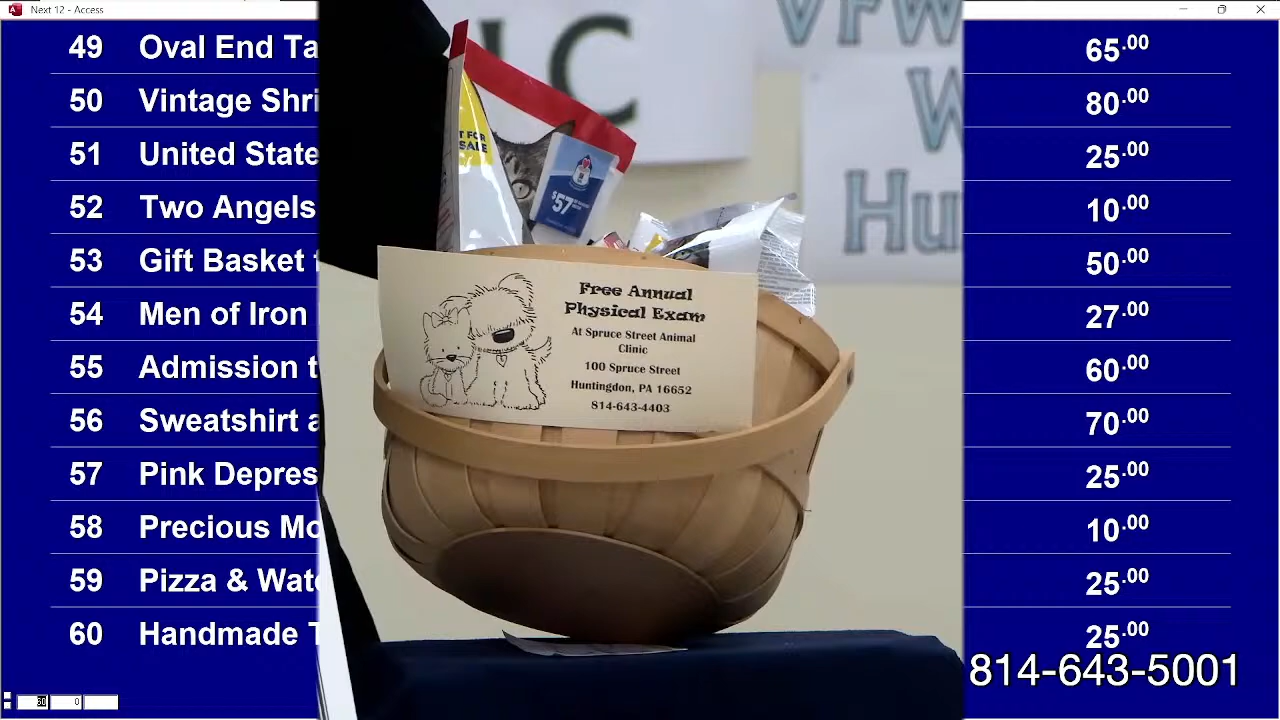 Next 12 - Access
49 Oval End Ta 65.00
50 Vintage Shri 80.00
51 United State 25.00
52 Two Angels 10.00
53 Gift Basket 50.00
54 Men of Iron 27.00
55 Admission t 60.00
56 Sweatshirt a 70.00
57 Pink Depres 25.00
58 Precious Mo 10.00
59 Pizza & Wat 25.00
60 Handmade T 25.00
814-643-5001
C
VFW
W
Hu
T FOR
SALE
$57
Free Annual
Physical Exam
At Spruce Street Animal
Clinic
100 Spruce Street
Huntingdon, PA 16652
814-643-4403
0